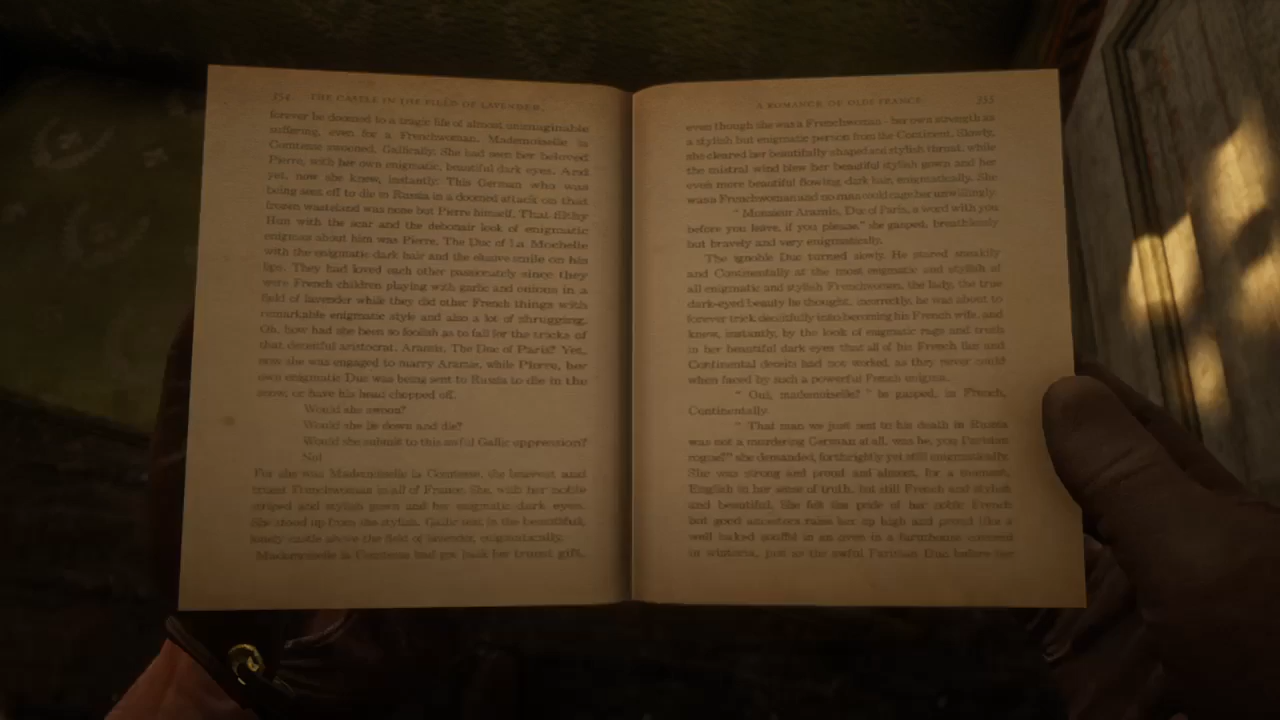 254 THE CASTLE IN THE FIELD OF LAVENDER.
forever be doomed to a tragic life of almost unimaginable
suffering, even for a Frenchwoman. Mademoiselle la
Comtesse swooned, Gallically. She had seen her beloved
Pierre, with her own enigmatic, beautiful dark eyes. And
yet, now she knew, instantly: This German who was
being sent off to die in Russia in a doomed attack on that
frozen wasteland was none but Pierre himself. That filthy
Hun with the scar and the debonair look of enigmatic
enigmas about him was Pierre, The Duc of La Mochelle
with the enigmatic dark hair and the elusive smile on his
lips. They had loved each other passionately since they
were French children playing with garlic and onions in a
field of lavender while they did other French things with
remarkable enigmatic style and also a lot of shrugging.
Oh, how had she been so foolish as to fall for the tricks of
that deceitful aristocrat, Aramis, The Duc of Paris? Yet,
now she was engaged to marry Aramis, while Pierre, her
own enigmatic Duc was being sent to Russia to die in the
snow, or have his head chopped off.
Would she swoon?
Would she lie down and die?
Would she submit to this awful Gallic oppression?
No!
For she was Mademoiselle la Comtesse, the bravest and
truest Frenchwoman in all of France. She, with her noble
striped and stylish gown and her enigmatic dark eyes.
She stood up from the stylish, Gallic seat in the beautiful,
lonely castle above the field of lavender, enigmatically.
Mademoiselle la Comtesse had got back her truest gift,
A ROMANCE OF OLDE FRANCE. 255
even though she was a Frenchwoman - her own strength as
a stylish but enigmatic person from the Continent. Slowly,
she cleared her beautifully shaped and stylish throat, while
the mistral wind blew her beautiful stylish gown and her
even more beautiful flowing dark hair, enigmatically. She
was a Frenchwoman and no man could cage her unwillingly.
" Monsieur Aramis, Duc of Paris, a word with you
before you leave, if you please," she gasped, breathlessly
but bravely and very enigmatically.
The ignoble Duc turned slowly. He stared sneakily
and Continentally at the most enigmatic and stylish of
all enigmatic and stylish Frenchwomen, the lady, the true
dark-eyed beauty he thought, incorrectly, he was about to
forever trick deceitfully into becoming his French wife, and
knew, instantly, by the look of enigmatic rage and truth
in her beautiful dark eyes that all of his French lies and
Continental deceits had not worked, as they never could
when faced by such a powerful French enigma.
" Oui, mademoiselle? " he gasped, in French,
Continentally.
" That man we just sent to his death in Russia
was not a murdering German at all, was he, you Parisian
rogue?" she demanded, forthrightly yet still enigmatically.
She was strong and proud and almost, for a moment,
English in her sense of truth, but still French and stylish
and beautiful. She felt the pride of her noble French
but good ancestors raise her up high and proud like a
well baked soufflé in an oven in a farmhouse covered
in wisteria, just as the awful Parisian Duc before her